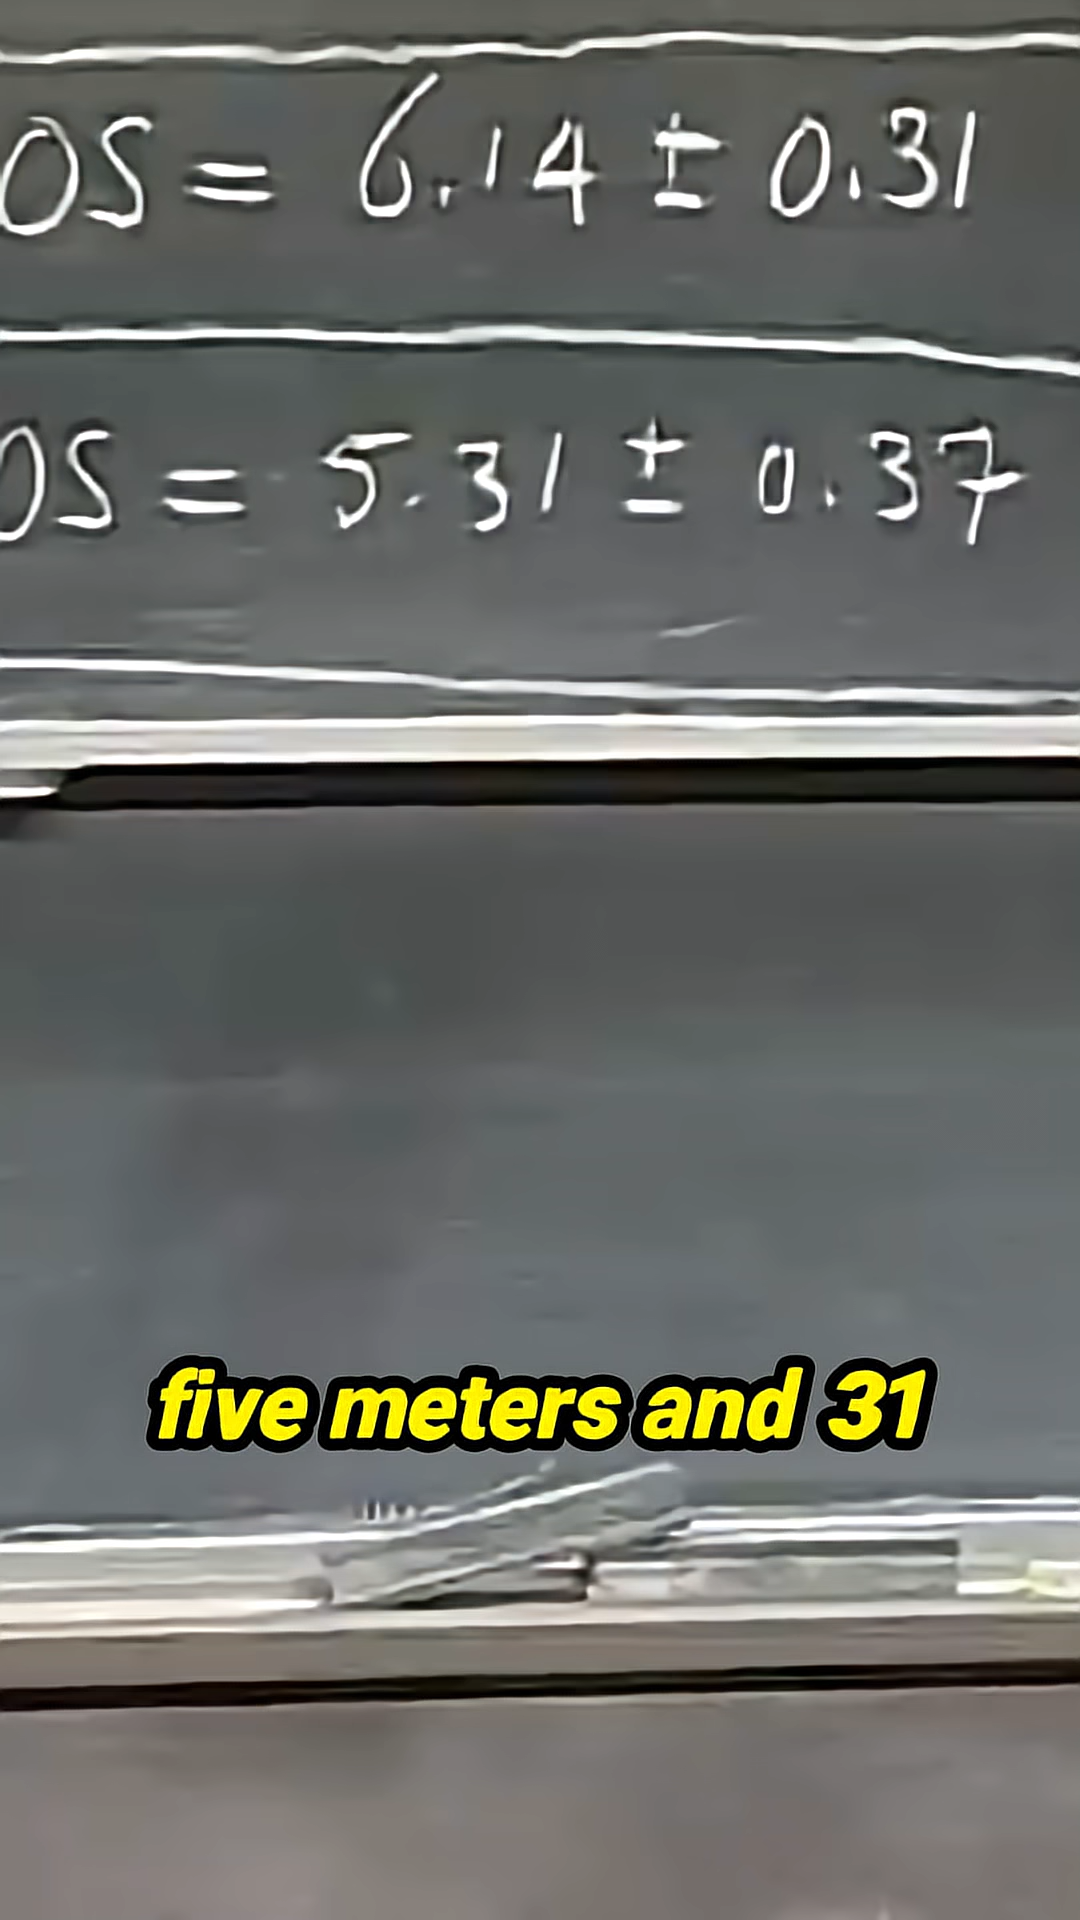 OS = 6.14 ± 0.31
OS = 5.31 ± 0.37
five meters and 31